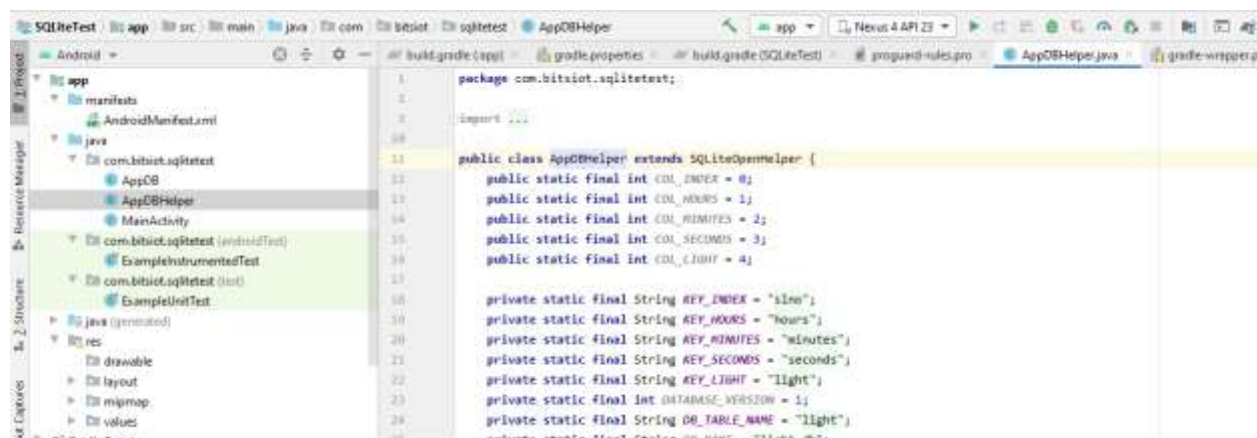 SQLiteTest app src main java com bitsiot sqlitetest AppDBHelper app Nexus 4 API 23
1: Project
Android
build.gradle (app) gradle.properties build.gradle (SQLiteTest) proguard-rules.pro AppDBHelper.java gradle-wrapper.p
app
manifests
AndroidManifest.xml
java
com.bitsiot.sqlitetest
AppDB
AppDBHelper
MainActivity
com.bitsiot.sqlitetest (androidTest)
ExampleInstrumentedTest
com.bitsiot.sqlitetest (test)
ExampleUnitTest
java (generated)
res
drawable
layout
mipmap
values
Resource Manager
2: Structure
Captures
1 package com.bitsiot.sqlitetest;
2
3 import ...
10
11 public class AppDBHelper extends SQLiteOpenHelper {
12 public static final int COL_INDEX = 0;
13 public static final int COL_HOURS = 1;
14 public static final int COL_MINUTES = 2;
15 public static final int COL_SECONDS = 3;
16 public static final int COL_LIGHT = 4;
17
18 private static final String KEY_INDEX = "slno";
19 private static final String KEY_HOURS = "hours";
20 private static final String KEY_MINUTES = "minutes";
21 private static final String KEY_SECONDS = "seconds";
22 private static final String KEY_LIGHT = "light";
23 private static final int DATABASE_VERSION = 1;
24 private static final String DB_TABLE_NAME = "light";